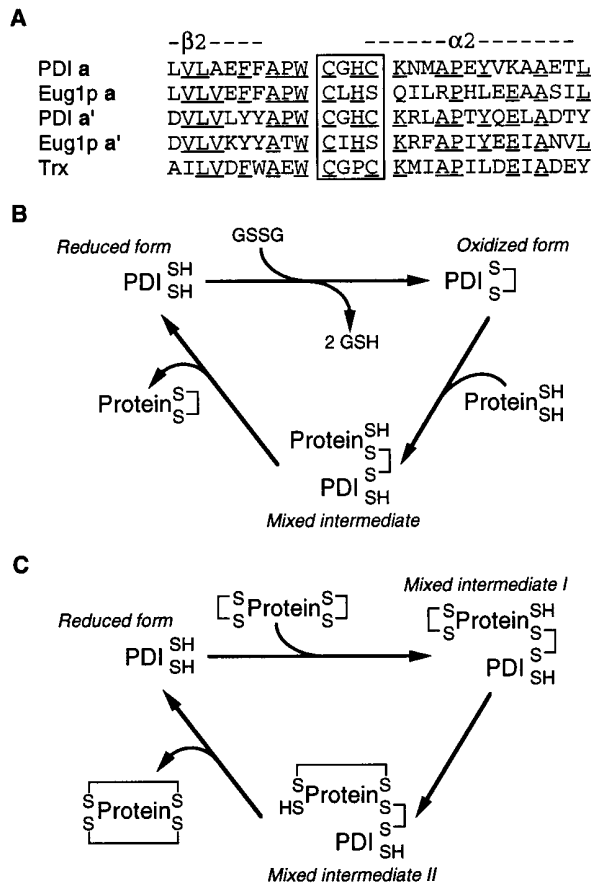 A
-β2---- ------α2-------
PDI a LVLAEFFAPW CGHC KNMAPEYVKAAETL
Eug1p a LVLVEFFAPW CLHS QILRPHLEEAASIL
PDI a' DVLVLYYAPW CGHC KRLAPTYQELADTY
Eug1p a' DVLVKYYATW CIHS KRFAPIYEEIANVL
Trx AILVDFWAEW CGPC KMIAPILDEIADEY
B
Reduced form
GSSG
Oxidized form
PDI SH SH
PDI S S
2 GSH
Protein S S
Protein SH SH
Protein SH S
PDI S SH
Mixed intermediate
C
Mixed intermediate I
Reduced form
S S Protein S S
S S Protein SH S
PDI SH SH
PDI S SH
S S Protein S S
S HS Protein S S
PDI S SH
Mixed intermediate II